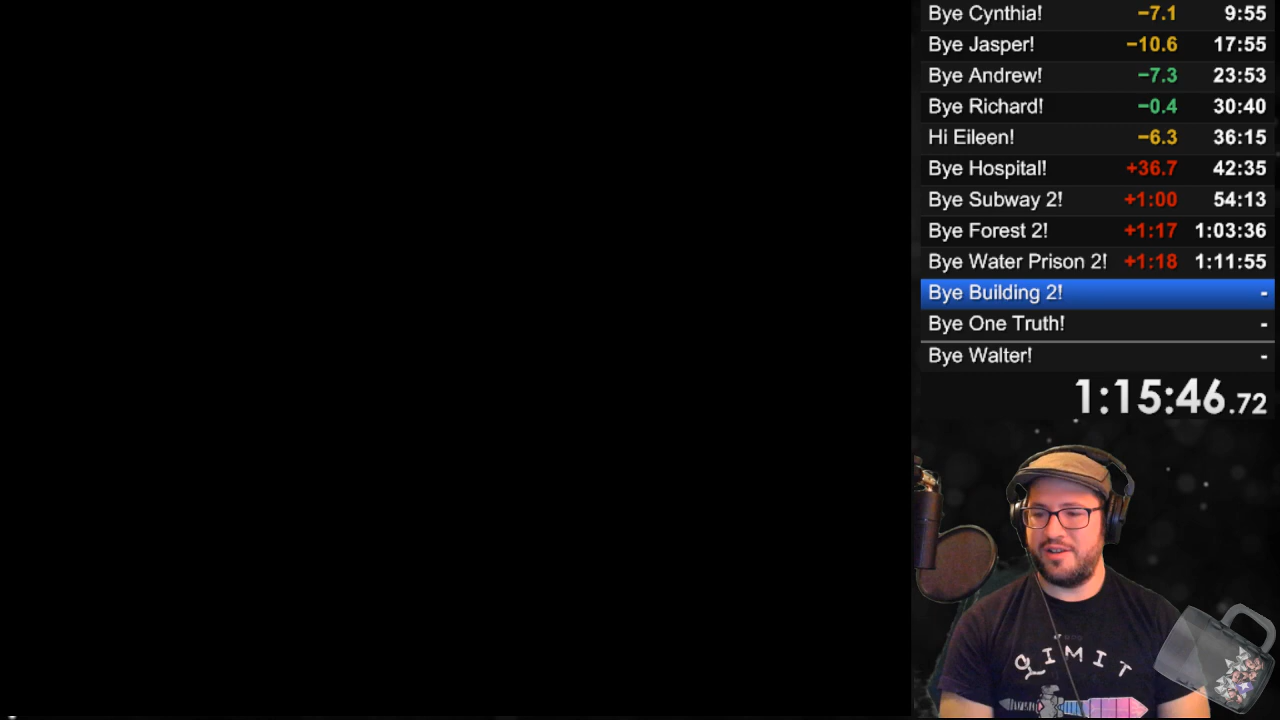 Bye Cynthia! −7.1 9:55
Bye Jasper! −10.6 17:55
Bye Andrew! −7.3 23:53
Bye Richard! −0.4 30:40
Hi Eileen! −6.3 36:15
Bye Hospital! +36.7 42:35
Bye Subway 2! +1:00 54:13
Bye Forest 2! +1:17 1:03:36
Bye Water Prison 2! +1:18 1:11:55
Bye Building 2! -
Bye One Truth! -
Bye Walter! -
1:15:46.72
QIMIT